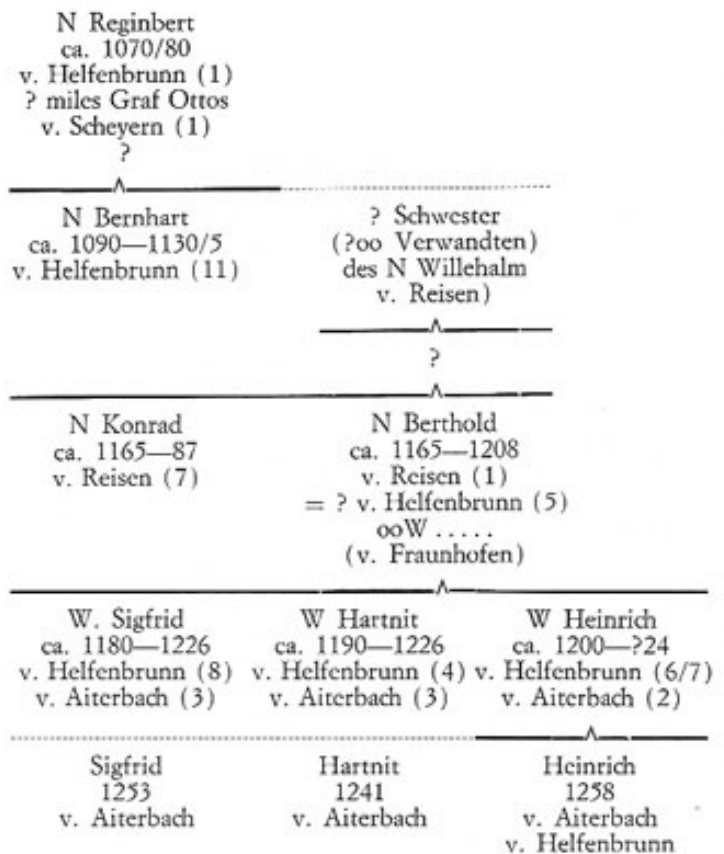 N Reginbert
ca. 1070/80
v. Helfenbrunn (1)
? miles Graf Ottos
v. Scheyern (1)
?
N Bernhart
ca. 1090—1130/5
v. Helfenbrunn (11)
? Schwester
(?oo Verwandten)
des N Willehalm
v. Reisen)
?
N Konrad
ca. 1165—87
v. Reisen (7)
N Berthold
ca. 1165—1208
v. Reisen (1)
= ? v. Helfenbrunn (5)
ooW .....
(v. Fraunhofen)
W. Sigfrid
ca. 1180—1226
v. Helfenbrunn (8)
v. Aiterbach (3)
W Hartnit
ca. 1190—1226
v. Helfenbrunn (4)
v. Aiterbach (3)
W Heinrich
ca. 1200—?24
v. Helfenbrunn (6/7)
v. Aiterbach (2)
Sigfrid
1253
v. Aiterbach
Hartnit
1241
v. Aiterbach
Heinrich
1258
v. Aiterbach
v. Helfenbrunn